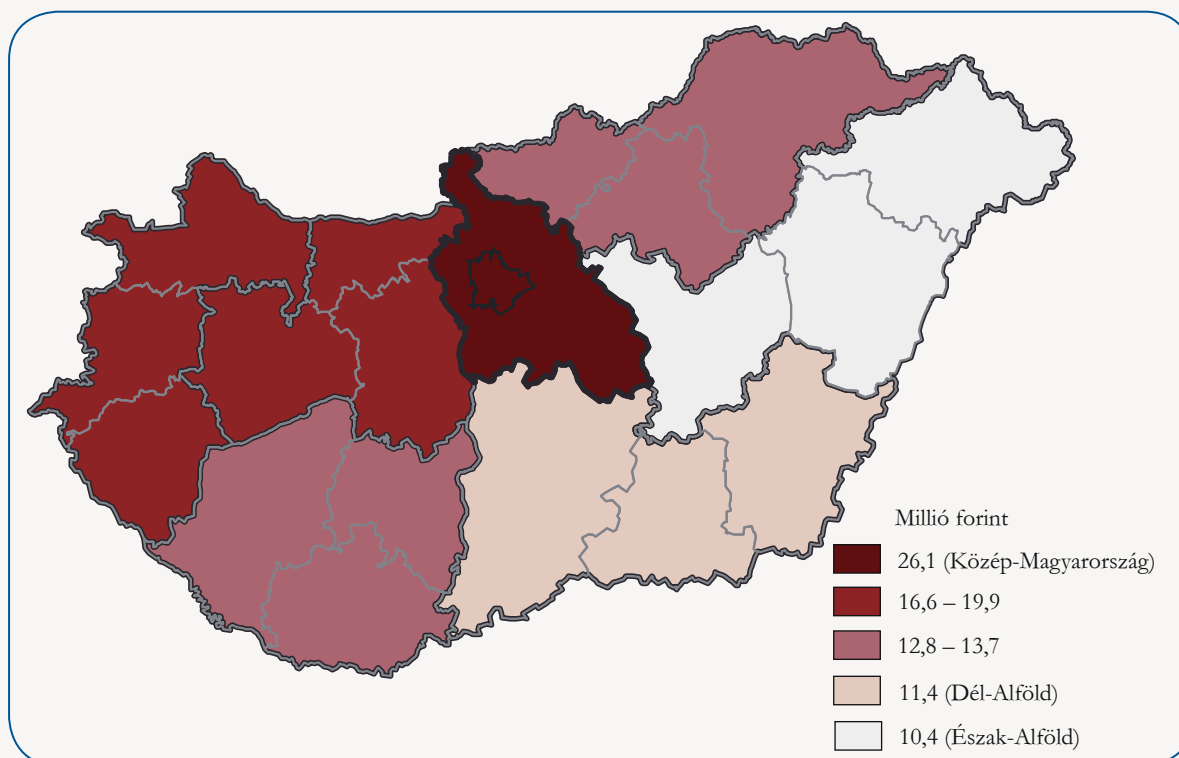 Millió forint
26,1 (Közép-Magyarország)
16,6 – 19,9
12,8 – 13,7
11,4 (Dél-Alföld)
10,4 (Észak-Alföld)